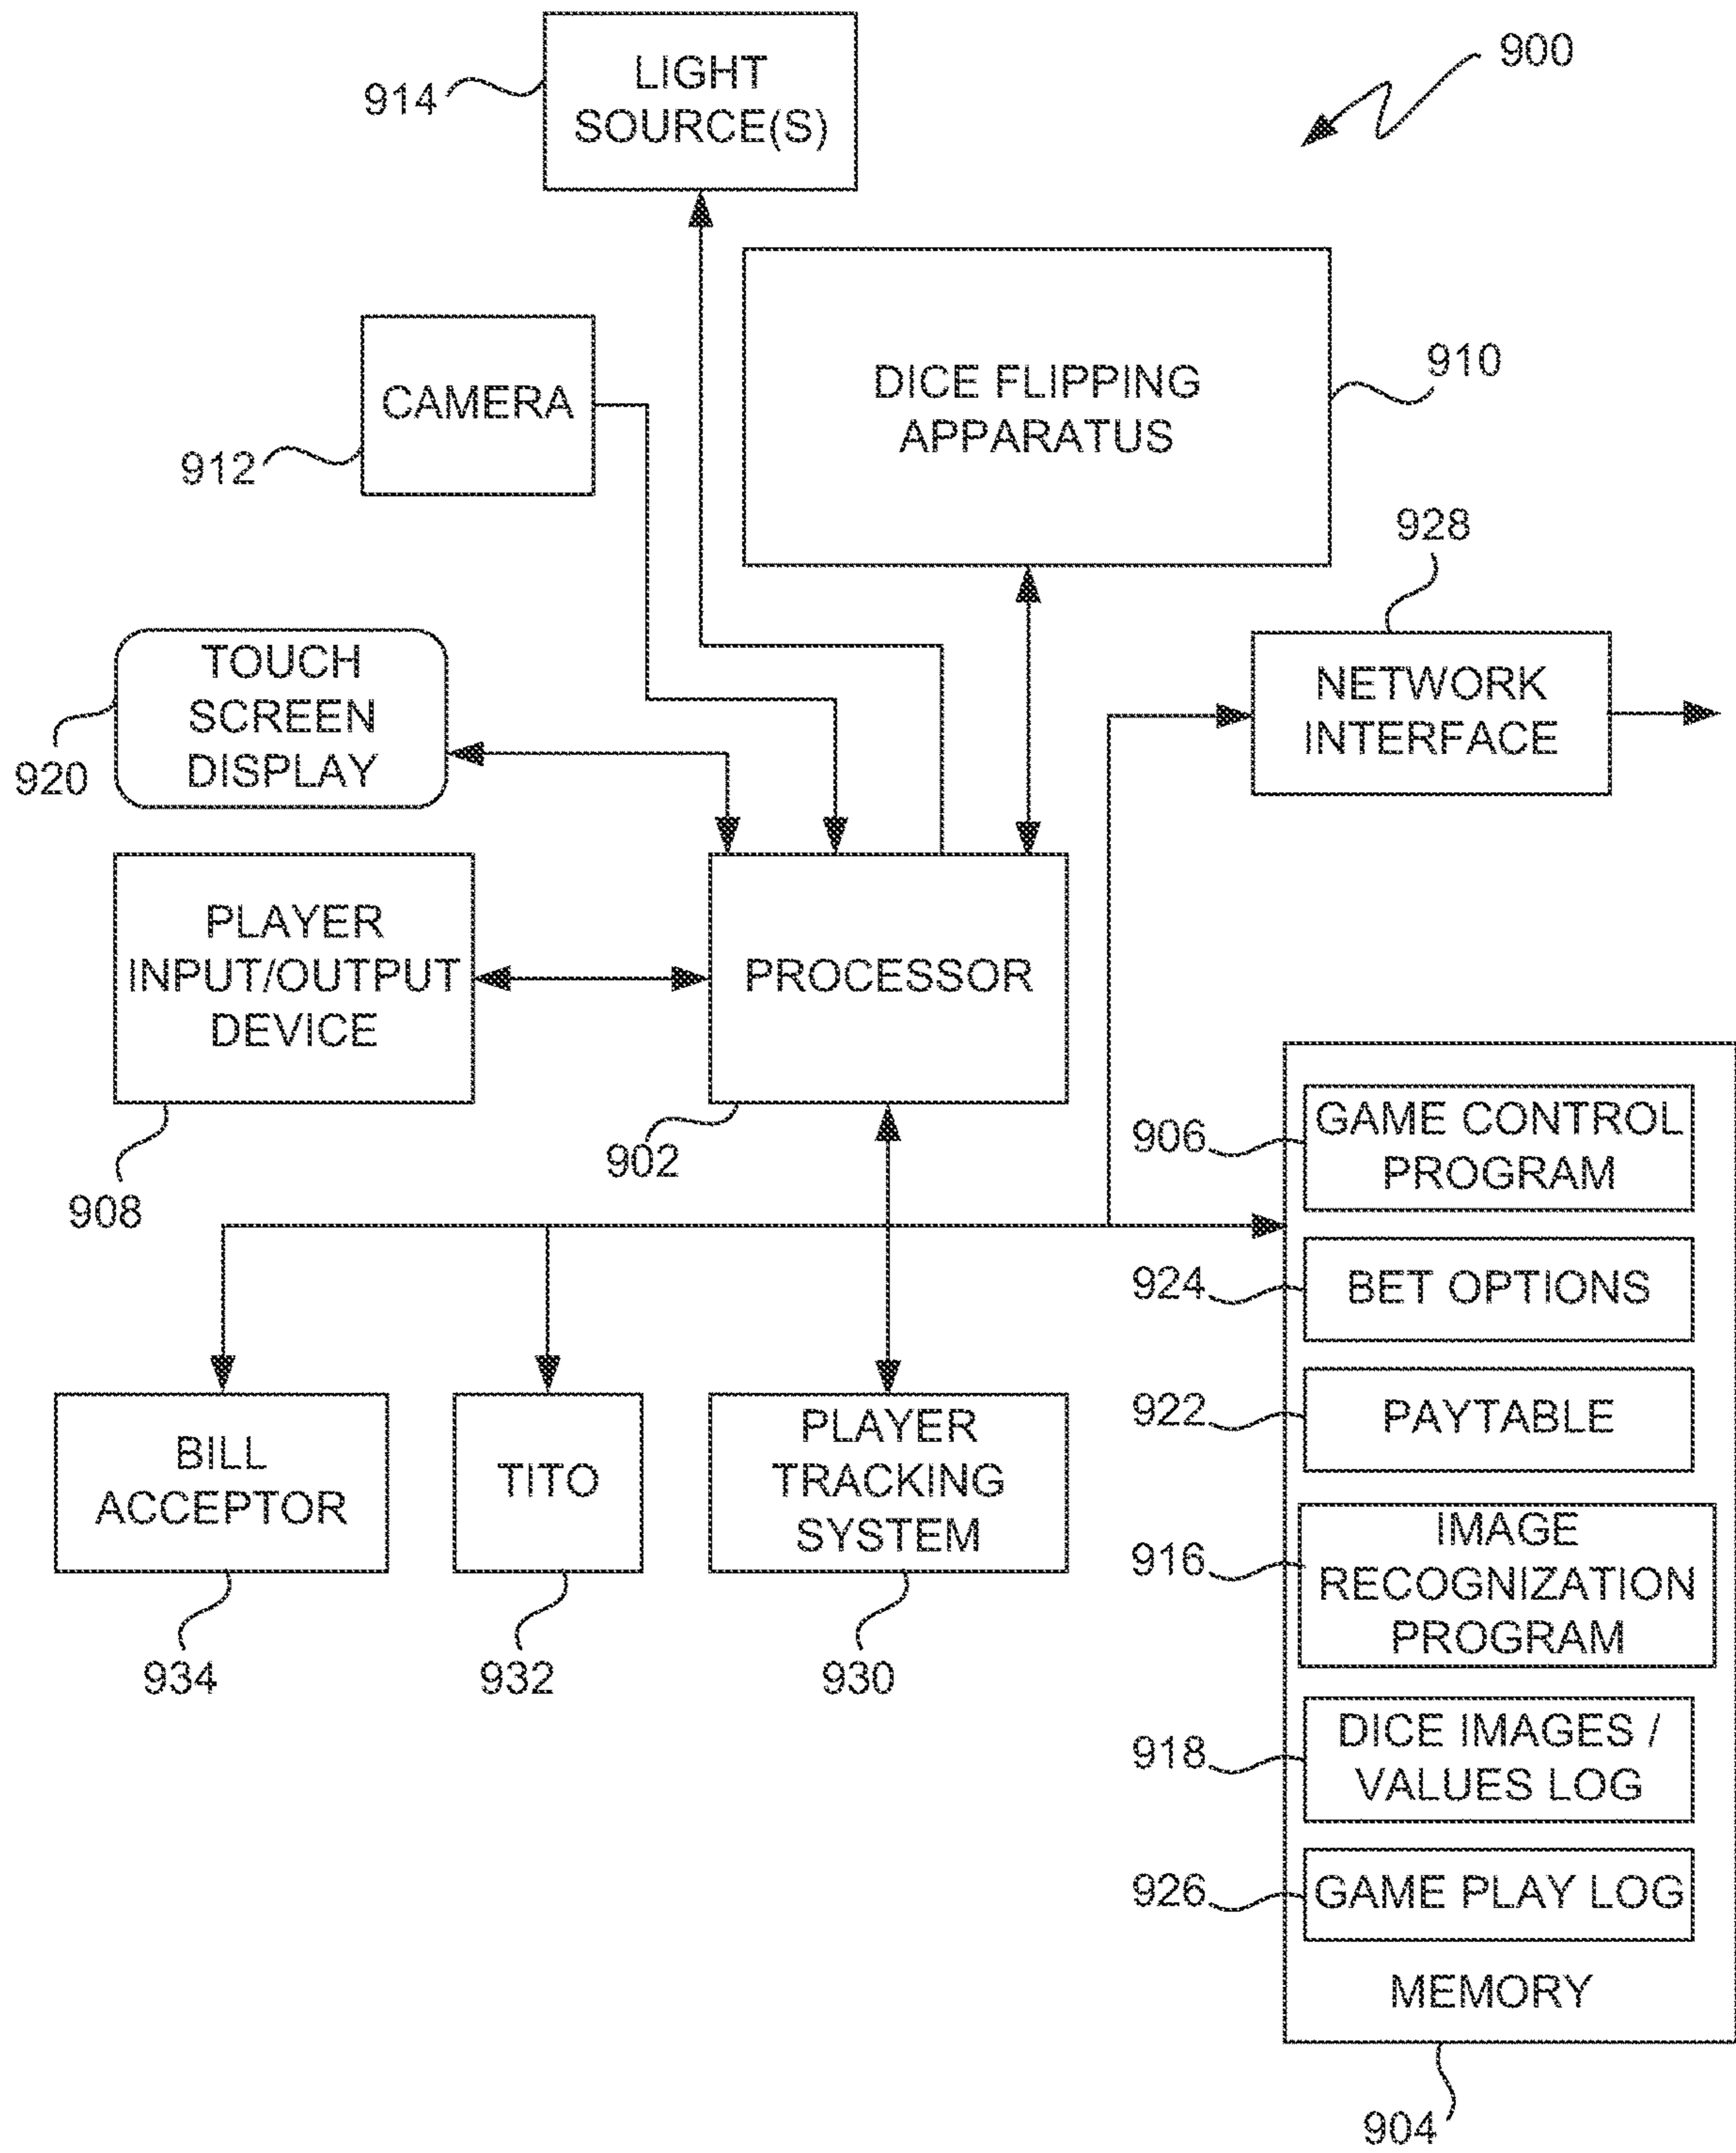 900
914
LIGHT
SOURCE(S)
912
CAMERA
DICE FLIPPING
APPARATUS
910
928
NETWORK
INTERFACE
920
TOUCH
SCREEN
DISPLAY
PLAYER
INPUT/OUTPUT
DEVICE
908
PROCESSOR
902
BILL
ACCEPTOR
934
TITO
932
PLAYER
TRACKING
SYSTEM
930
906
GAME CONTROL
PROGRAM
924
BET OPTIONS
922
PAYTABLE
916
IMAGE
RECOGNIZATION
PROGRAM
918
DICE IMAGES /
VALUES LOG
926
GAME PLAY LOG
MEMORY
904